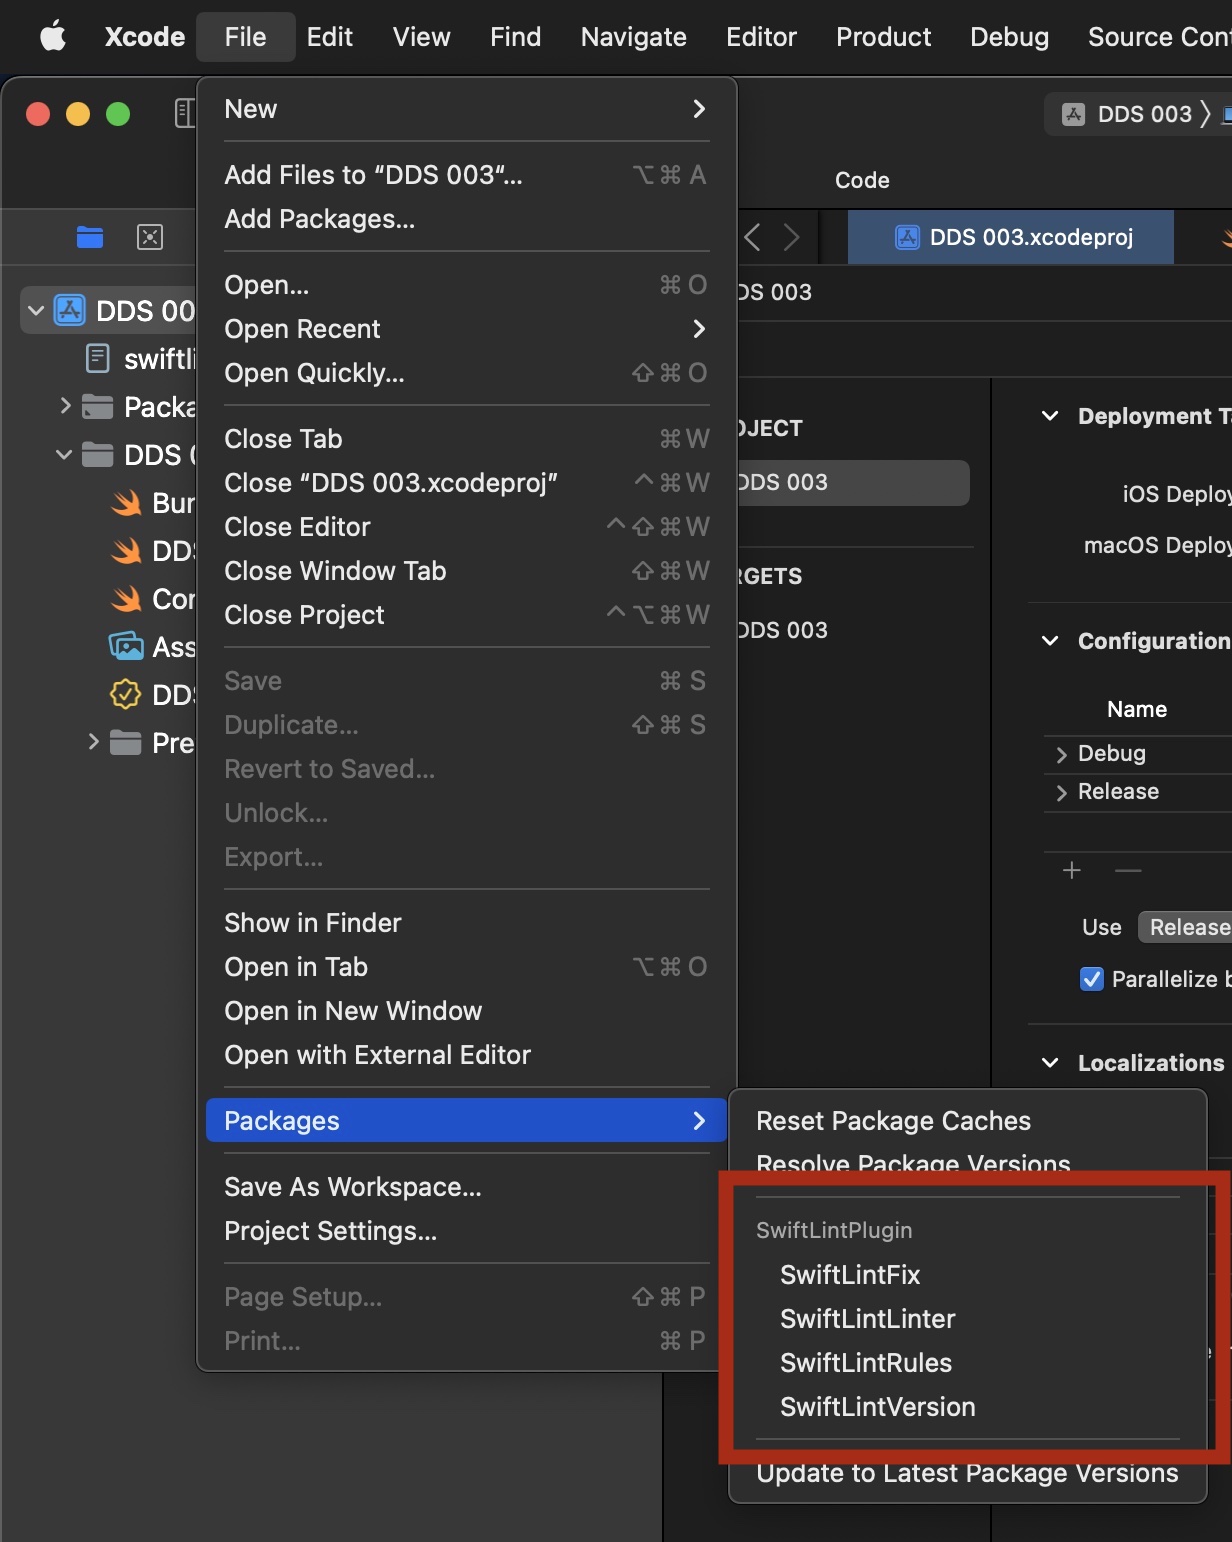 Xcode File Edit View Find Navigate Editor Product Debug Source Con
DDS 003
Code
DDS 003.xcodeproj
DS 003
DDS 00
swiftli
Packa
DDS
Bun
DDS
Con
Ass
DDS
Pre
New
Add Files to “DDS 003“... ⌥⌘ A
Add Packages...
Open... ⌘ O
Open Recent
Open Quickly... ⇧⌘ O
Close Tab ⌘ W
Close “DDS 003.xcodeproj” ^⌘ W
Close Editor ^⇧⌘ W
Close Window Tab ⇧⌘ W
Close Project ^⌥⌘ W
Save ⌘ S
Duplicate... ⇧⌘ S
Revert to Saved...
Unlock...
Export...
Show in Finder
Open in Tab ⌥⌘ O
Open in New Window
Open with External Editor
Packages
Save As Workspace...
Project Settings...
Page Setup... ⇧⌘ P
Print... ⌘ P
Reset Package Caches
Resolve Package Versions
SwiftLintPlugin
SwiftLintFix
SwiftLintLinter
SwiftLintRules
SwiftLintVersion
Update to Latest Package Versions
OJECT
DDS 003
RGETS
DDS 003
Deployment Ta
iOS Deploy
macOS Deploy
Configuration
Name
Debug
Release
Use Release
Parallelize b
Localizations